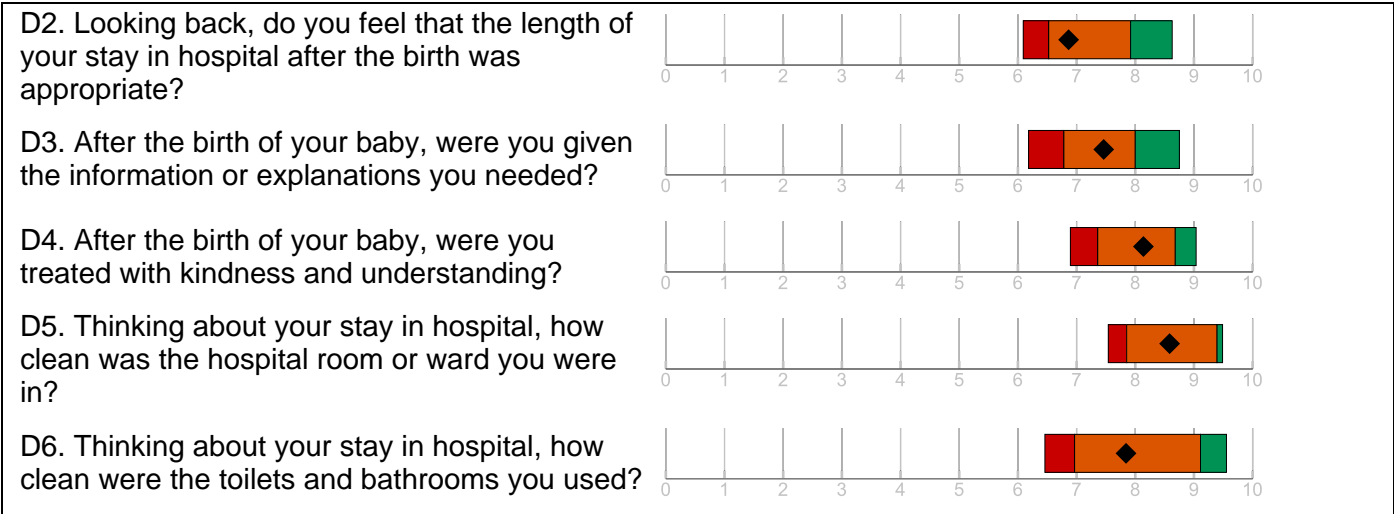 D2. Looking back, do you feel that the length of
your stay in hospital after the birth was
appropriate?
0 1 2 3 4 5 6 7 8 9 10
D3. After the birth of your baby, were you given
the information or explanations you needed?
0 1 2 3 4 5 6 7 8 9 10
D4. After the birth of your baby, were you
treated with kindness and understanding?
0 1 2 3 4 5 6 7 8 9 10
D5. Thinking about your stay in hospital, how
clean was the hospital room or ward you were
in?
0 1 2 3 4 5 6 7 8 9 10
D6. Thinking about your stay in hospital, how
clean were the toilets and bathrooms you used?
0 1 2 3 4 5 6 7 8 9 10